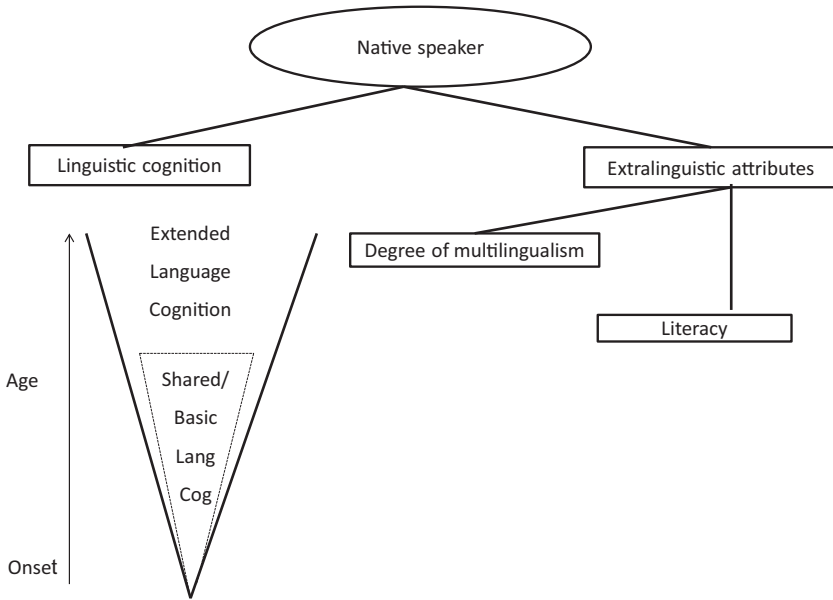 Native speaker
Linguistic cognition
Extralinguistic attributes
Extended
Language
Cognition
Degree of multilingualism
Literacy
Age
Shared/
Basic
Lang
Cog
Onset